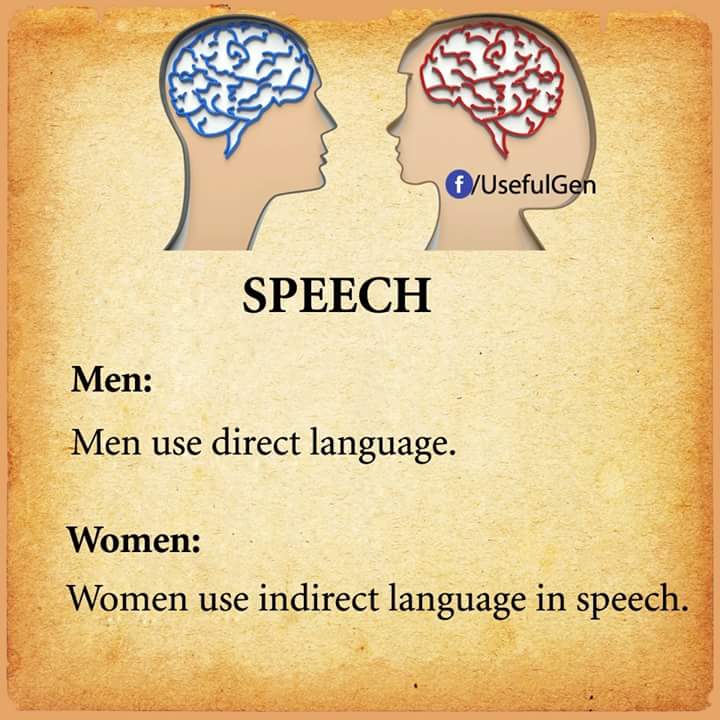 f/UsefulGen
SPEECH
Men:
Men use direct language.
Women:
Women use indirect language in speech.